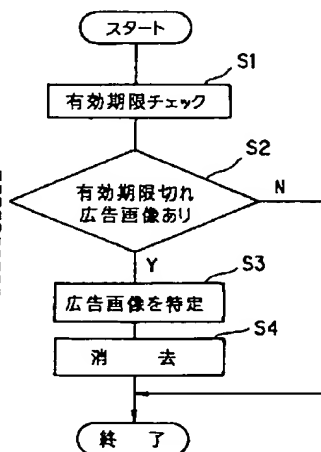 スタート
S1
有効期限チェック
S2
有効期限切れ
広告画像あり
N
Y
S3
広告画像を特定
S4
消 去
終 了